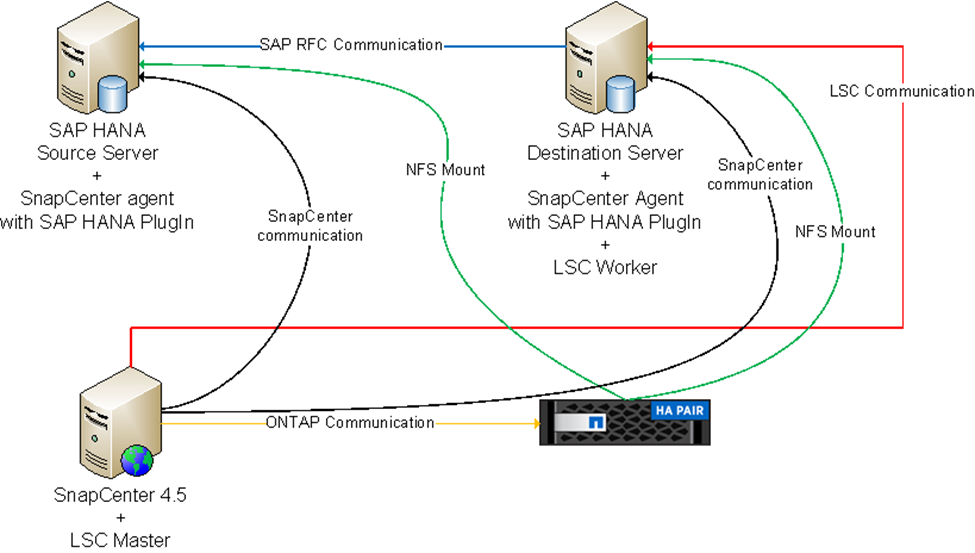 SAP RFC Communication
LSC Communication
SAP HANA
Source Server
+
SnapCenter agent
with SAP HANA PlugIn
SAP HANA
Destination Server
+
SnapCenter Agent
with SAP HANA PlugIn
+
LSC Worker
NFS Mount
SnapCenter
communication
SnapCenter
communication
NFS Mount
HA PAIR
ONTAP Communication
SnapCenter 4.5
+
LSC Master